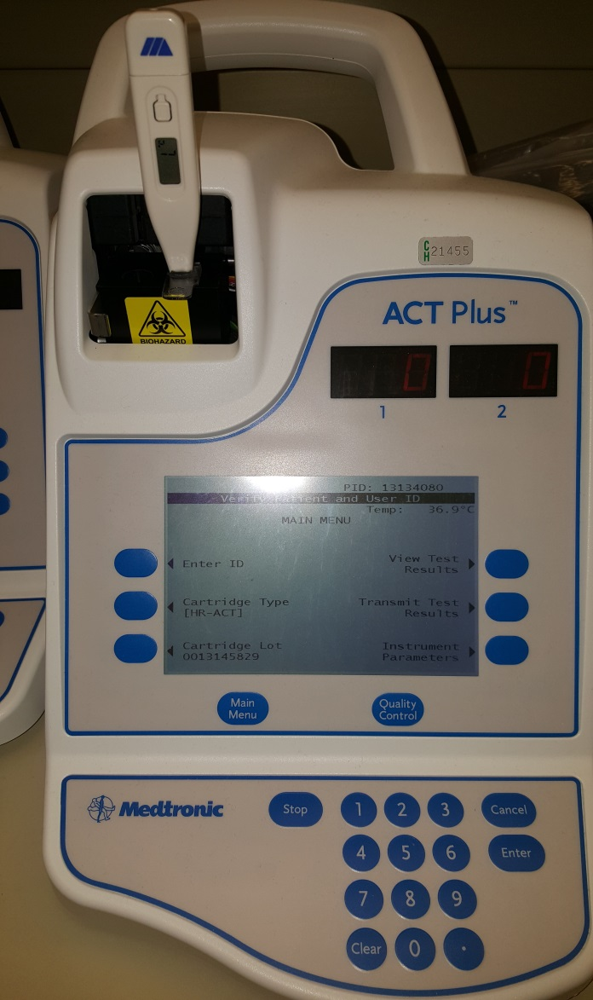 CH 21455
ACT Plus™
0 0
1 2
BIOHAZARD
PID: 13134080
Verify Patient and User ID
Temp: 36.9°C
MAIN MENU
Enter ID
View Test
Results
Cartridge Type
[HR-ACT]
Transmit Test
Results
Cartridge Lot
0013145829
Instrument
Parameters
Main
Menu
Quality
Control
Medtronic
Stop
1 2 3
Cancel
4 5 6
Enter
7 8 9
Clear 0 .